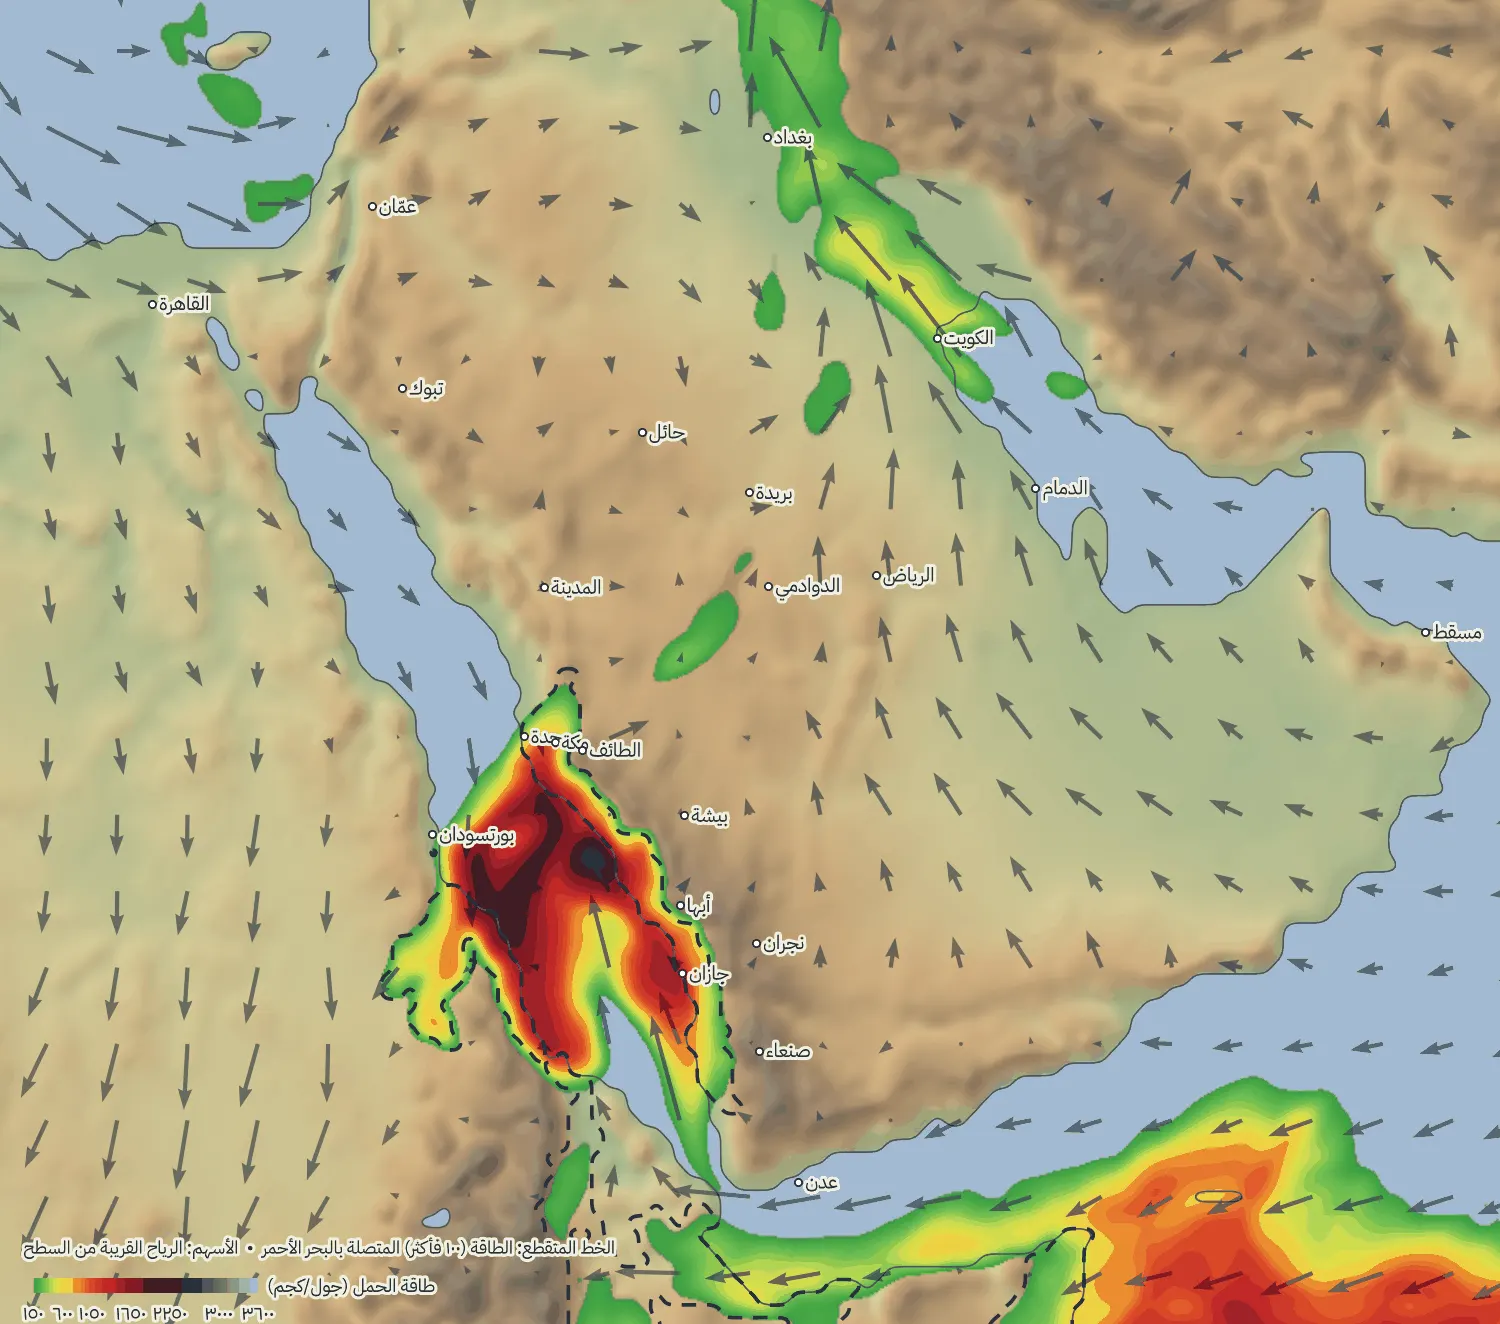 بغداد
عمّان
القاهرة
الكويت
تبوك
حائل
الدمام
بريدة
الرياض
الدوادمي
المدينة
مسقط
جدة
مكة
الطائف
بيشة
بورتسودان
أبها
نجران
جازان
صنعاء
عدن
الخط المتقطع: الطاقة (١٠٠ فأكثر) المتصلة بالبحر الأحمر • الأسهم: الرياح القريبة من السطح
طاقة الحمل (جول/كجم)
١٥٠ ٦٠٠ ١٠٥٠ ١٦٥٠ ٢٢٥٠ ٣٠٠٠ ٣٦٠٠